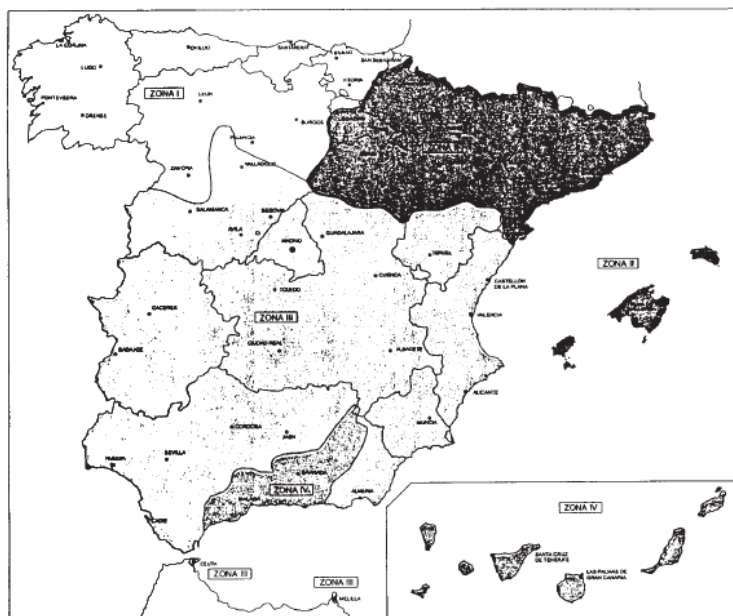 LA CORUÑA
OVIEDO
SANTANDER
BILBAO
SAN SEBASTIAN
LUGO
VITORIA
ZONA I
LEON
PONTEVEDRA
ORENSE
BURGOS
PALENCIA
ZAMORA
VALLADOLID
SALAMANCA
SEGOVIA
AVILA
GUADALAJARA
MADRID
TERUEL
ZONA II
CUENCA
CASTELLON
DE LA PLANA
TOLEDO
CACERES
ZONA III
VALENCIA
CIUDAD REAL
ALBACETE
BADAJOZ
ALICANTE
MURCIA
CORDOBA
JAEN
HUELVA
SEVILLA
GRANADA
ZONA IV
MALAGA
ALMERIA
CADIZ
ZONA IV
CEUTA
SANTA CRUZ
DE TENERIFE
ZONA III
LAS PALMAS DE
GRAN CANARIA
ZONA III
MELILLA